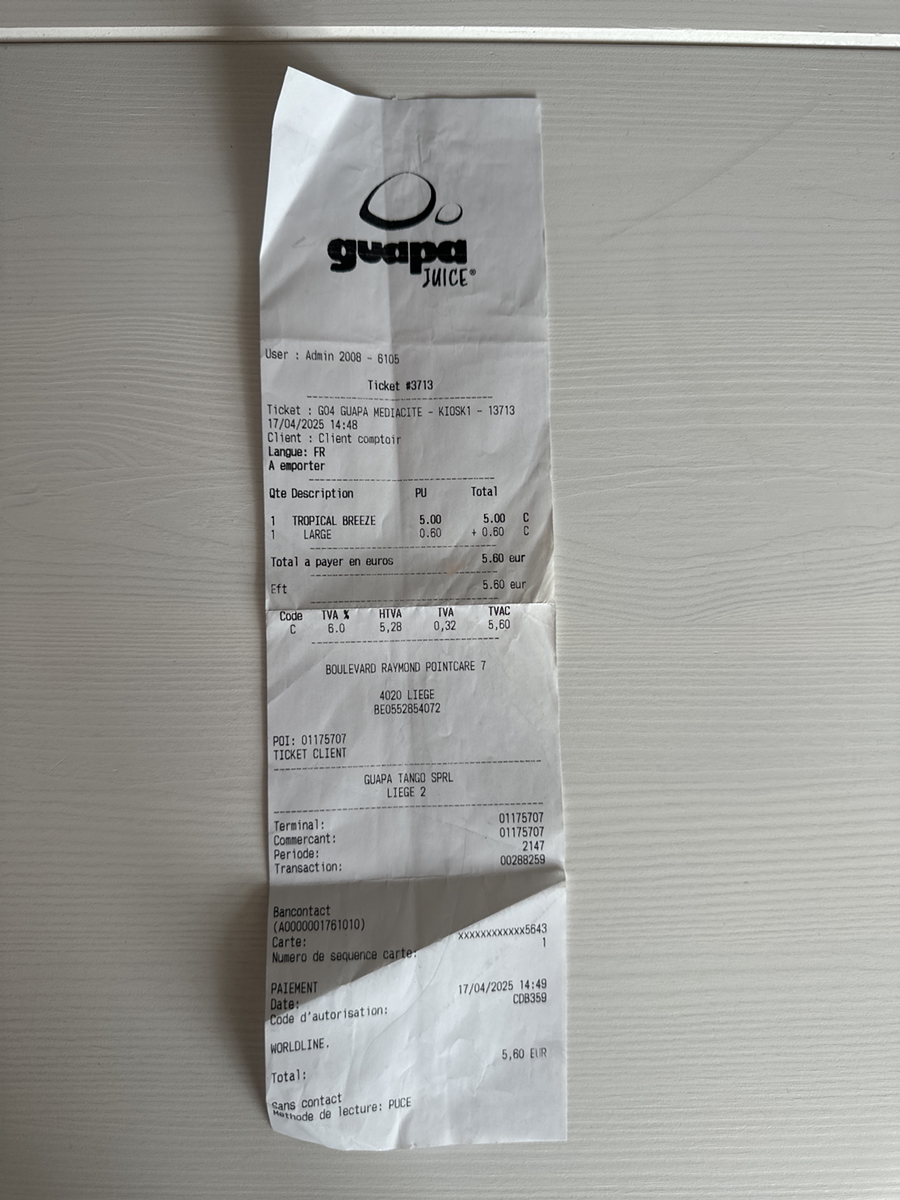 guapa
JUICE®
User : Admin 2008 - 6105
Ticket #3713
Ticket : G04 GUAPA MEDIACITE - KIOSK1 - 13713
17/04/2025 14:48
Client : Client comptoir
Langue: FR
A emporter
Qte Description PU Total
1 TROPICAL BREEZE 5.00 5.00 C
1 LARGE 0.60 + 0.60 C
Total a payer en euros 5.60 eur
Eft 5.60 eur
Code TVA % HTVA TVA TVAC
C 6.0 5,28 0,32 5,60
BOULEVARD RAYMOND POINTCARE 7
4020 LIEGE
BE0552854072
POI: 01175707
TICKET CLIENT
GUAPA TANGO SPRL
LIEGE 2
Terminal: 01175707
Commercant: 01175707
Periode: 2147
Transaction: 00288259
Bancontact
(A0000001761010)
Carte: xxxxxxxxxxxx5643
Numero de sequence carte: 1
PAIEMENT
Date: 17/04/2025 14:49
Code d'autorisation: CDB359
WORLDLINE.
Total: 5,60 EUR
Sans contact
Methode de lecture: PUCE